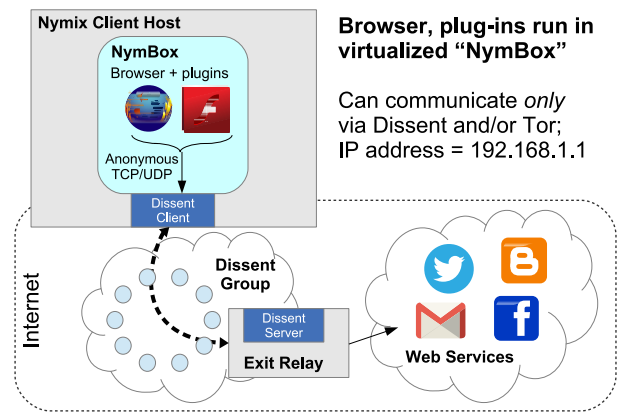 Nymix Client Host
NymBox
Browser + plugins
Anonymous
TCP/UDP
Dissent
Client
Browser, plug-ins run in
virtualized “NymBox”
Can communicate only
via Dissent and/or Tor;
IP address = 192.168.1.1
Internet
Dissent
Group
Dissent
Server
Exit Relay
Web Services